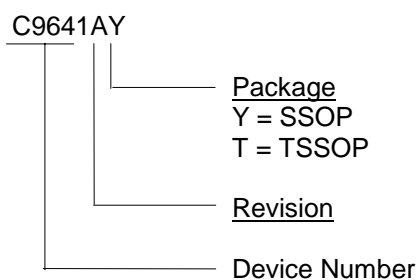 C9641AY
Package
Y = SSOP
T = TSSOP
Revision
Device Number